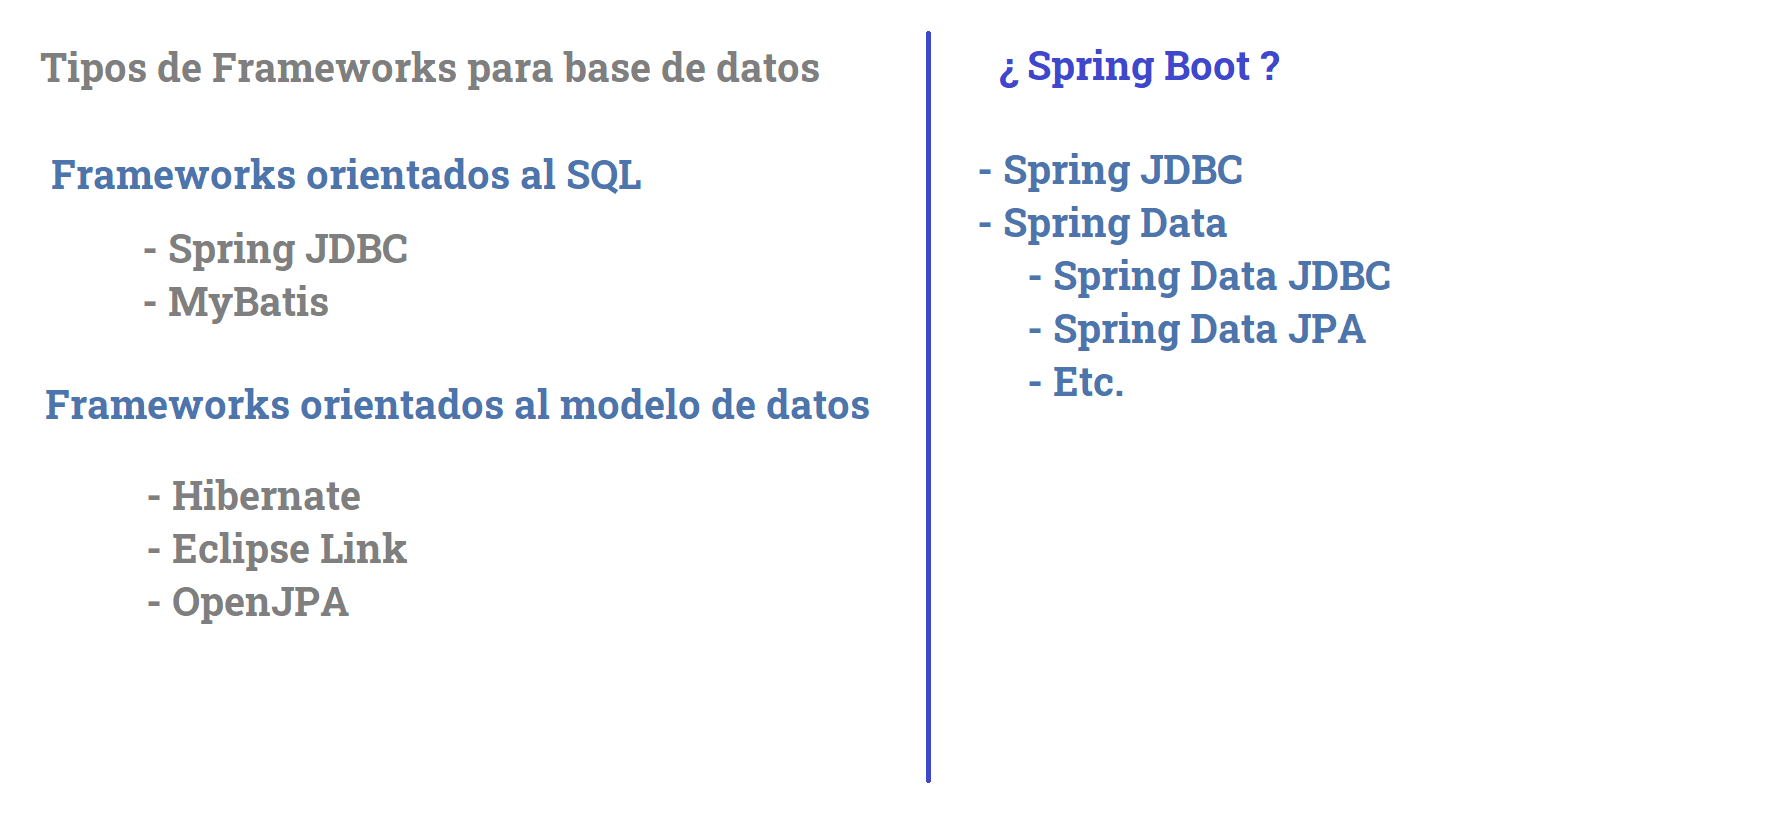 Tipos de Frameworks para base de datos
Frameworks orientados al SQL
- Spring JDBC
- MyBatis
Frameworks orientados al modelo de datos
- Hibernate
- Eclipse Link
- OpenJPA
¿ Spring Boot ?
- Spring JDBC
- Spring Data
- Spring Data JDBC
- Spring Data JPA
- Etc.